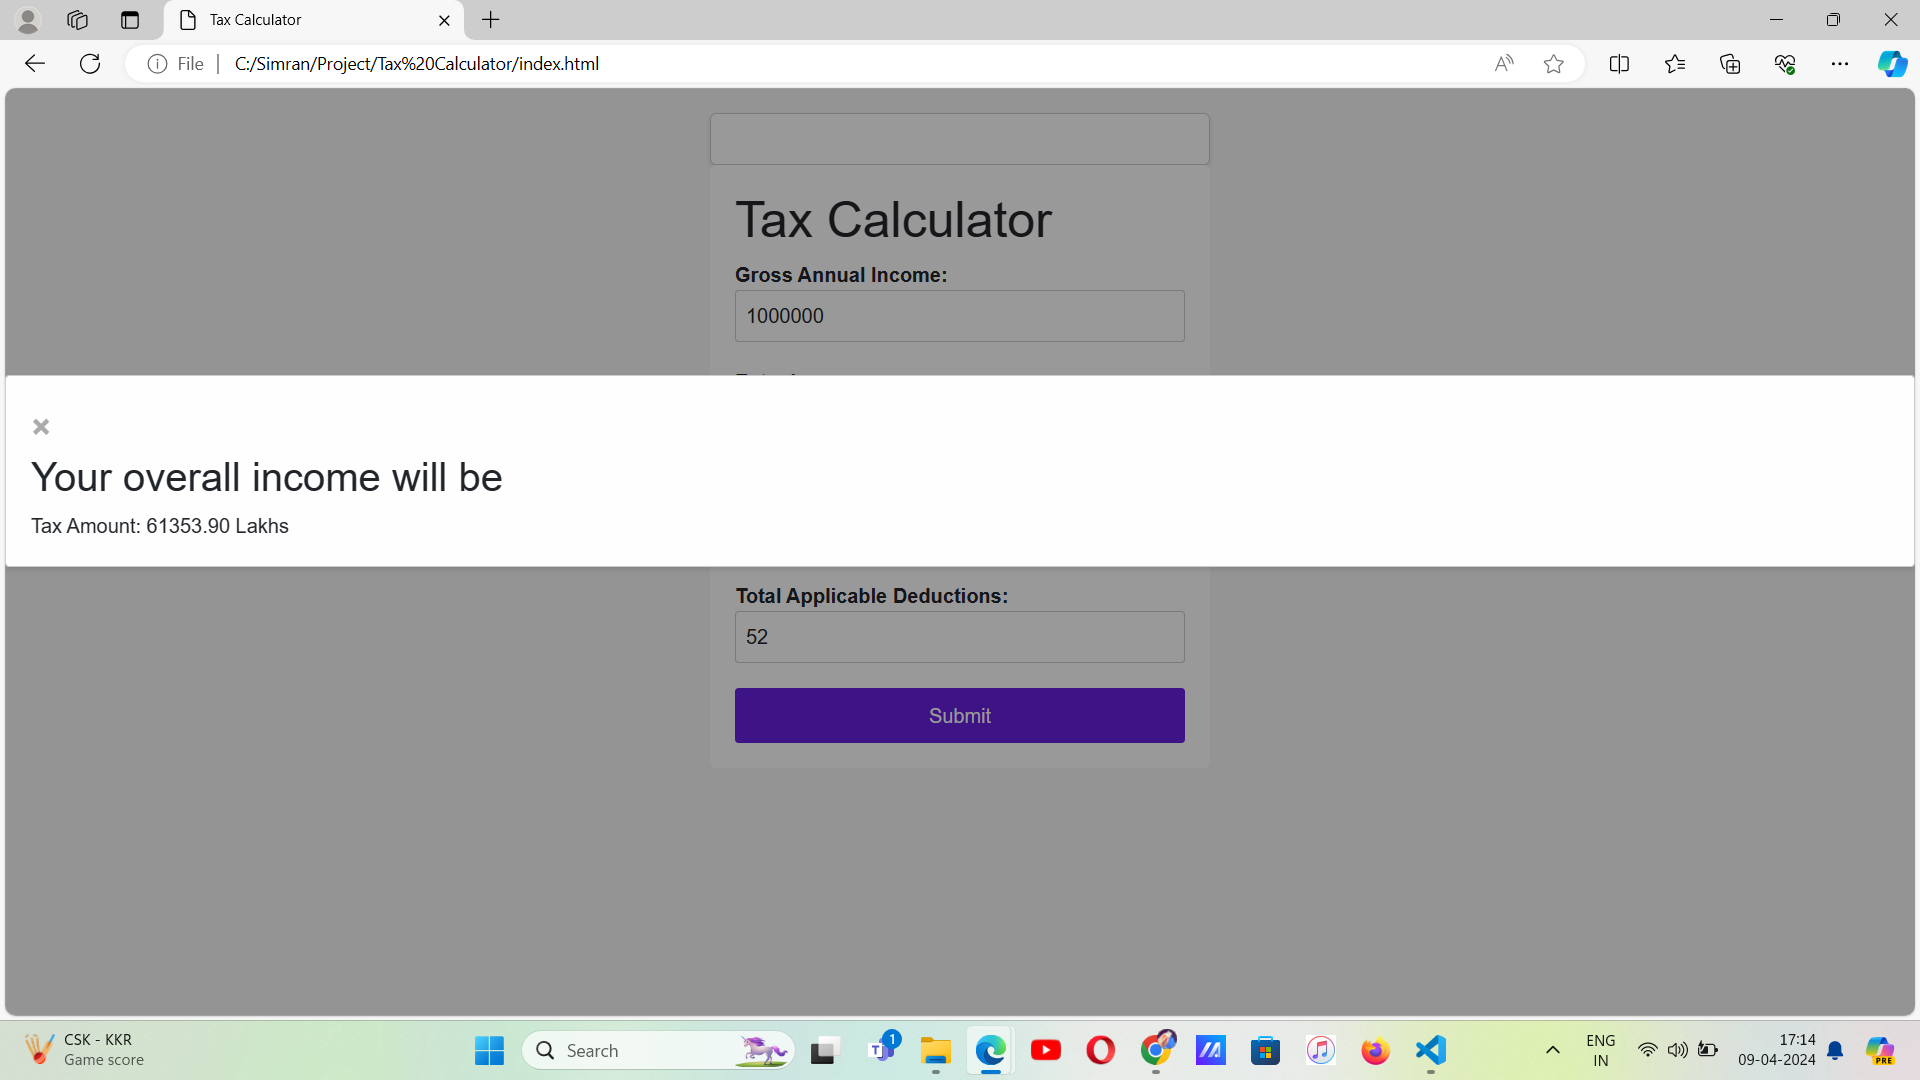 Tax Calculator
File
C:/Simran/Project/Tax%20Calculator/index.html
Tax Calculator
Gross Annual Income:
1000000
Your overall income will be
Tax Amount: 61353.90 Lakhs
Total Applicable Deductions:
52
Submit
CSK - KKR
Game score
Search
1
ENG
IN
17:14
09-04-2024
PRE